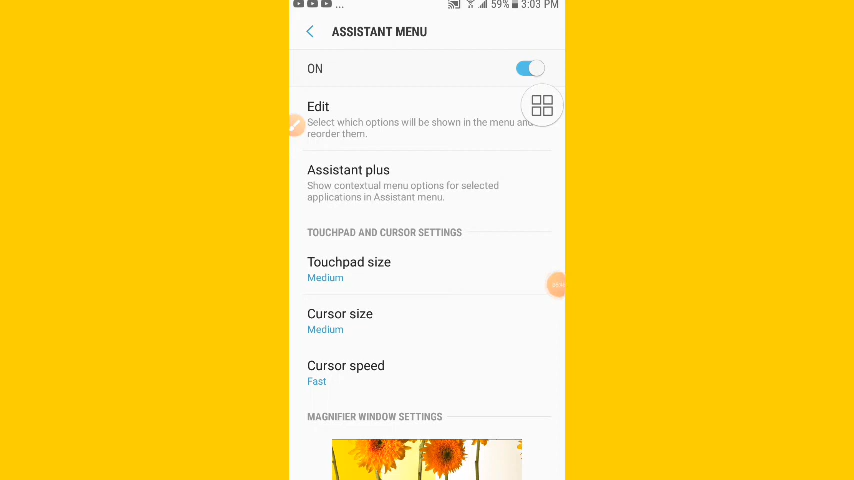 ... 59% 3:03 PM
ASSISTANT MENU
ON
Edit
Select which options will be shown in the menu and
reorder them.
Assistant plus
Show contextual menu options for selected
applications in Assistant menu.
TOUCHPAD AND CURSOR SETTINGS
Touchpad size
Medium
Cursor size
Medium
Cursor speed
Fast
MAGNIFIER WINDOW SETTINGS